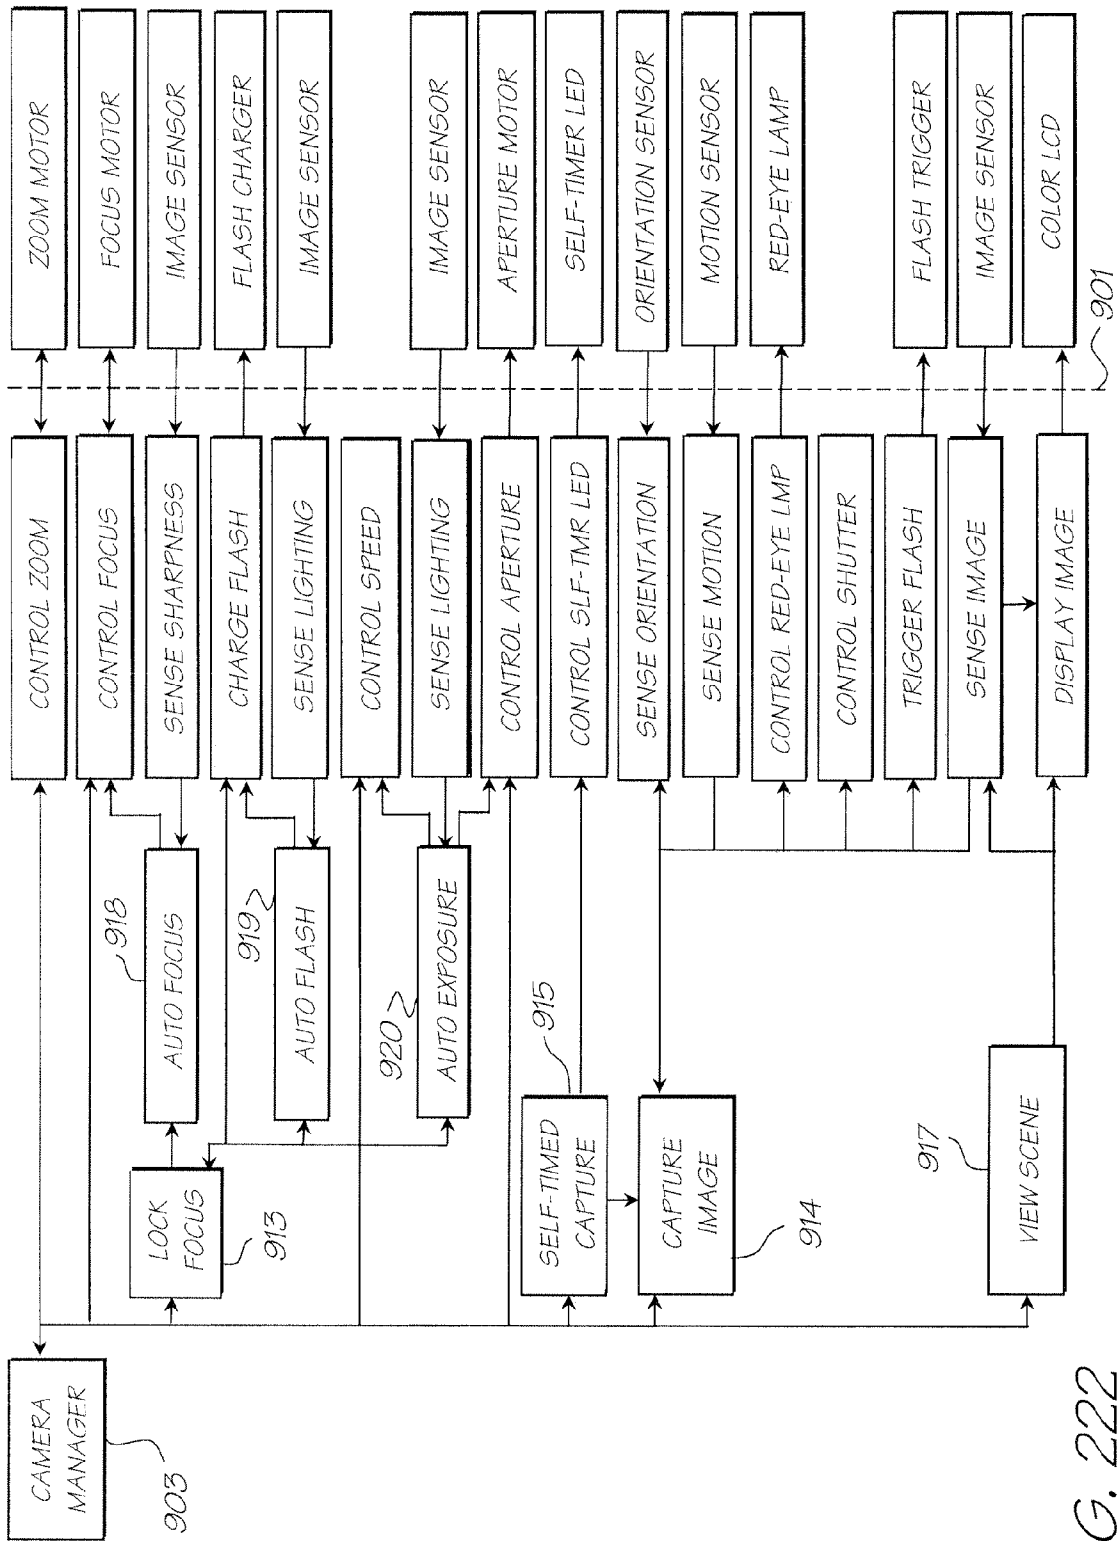 CAMERA
MANAGER
903
LOCK
FOCUS
913
AUTO FOCUS
918
AUTO FLASH
919
AUTO EXPOSURE
920
SELF-TIMED
CAPTURE
915
CAPTURE
IMAGE
914
VIEW SCENE
917
CONTROL ZOOM
CONTROL FOCUS
SENSE SHARPNESS
CHARGE FLASH
SENSE LIGHTING
CONTROL SPEED
SENSE LIGHTING
CONTROL APERTURE
CONTROL SLF-TMR LED
SENSE ORIENTATION
SENSE MOTION
CONTROL RED-EYE LMP
CONTROL SHUTTER
TRIGGER FLASH
SENSE IMAGE
DISPLAY IMAGE
ZOOM MOTOR
FOCUS MOTOR
IMAGE SENSOR
FLASH CHARGER
IMAGE SENSOR
IMAGE SENSOR
APERTURE MOTOR
SELF-TIMER LED
ORIENTATION SENSOR
MOTION SENSOR
RED-EYE LAMP
FLASH TRIGGER
IMAGE SENSOR
COLOR LCD
901
G. 222